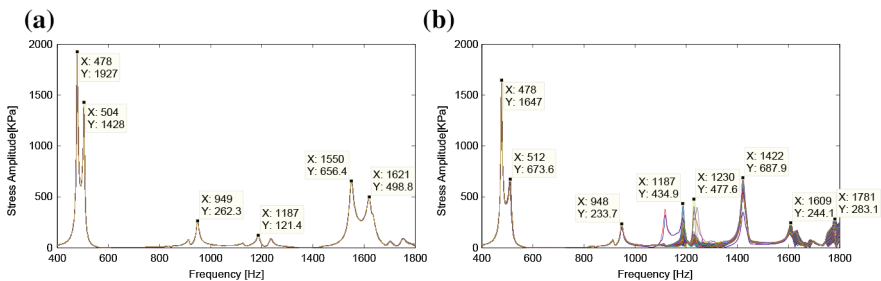 (a)
2000
1500
1000
500
0
400
600
800
1000
1200
1400
1600
1800
Stress Amplitude[KPa]
Frequency [Hz]
X: 478
Y: 1927
X: 504
Y: 1428
X: 949
Y: 262.3
X: 1187
Y: 121.4
X: 1550
Y: 656.4
X: 1621
Y: 498.8
(b)
2000
1500
1000
500
0
400
600
800
1000
1200
1400
1600
1800
Stress Amplitude[KPa]
Frequency [Hz]
X: 478
Y: 1647
X: 512
Y: 673.6
X: 948
Y: 233.7
X: 1187
Y: 434.9
X: 1230
Y: 477.6
X: 1422
Y: 687.9
X: 1609
Y: 244.1
X: 1781
Y: 283.1